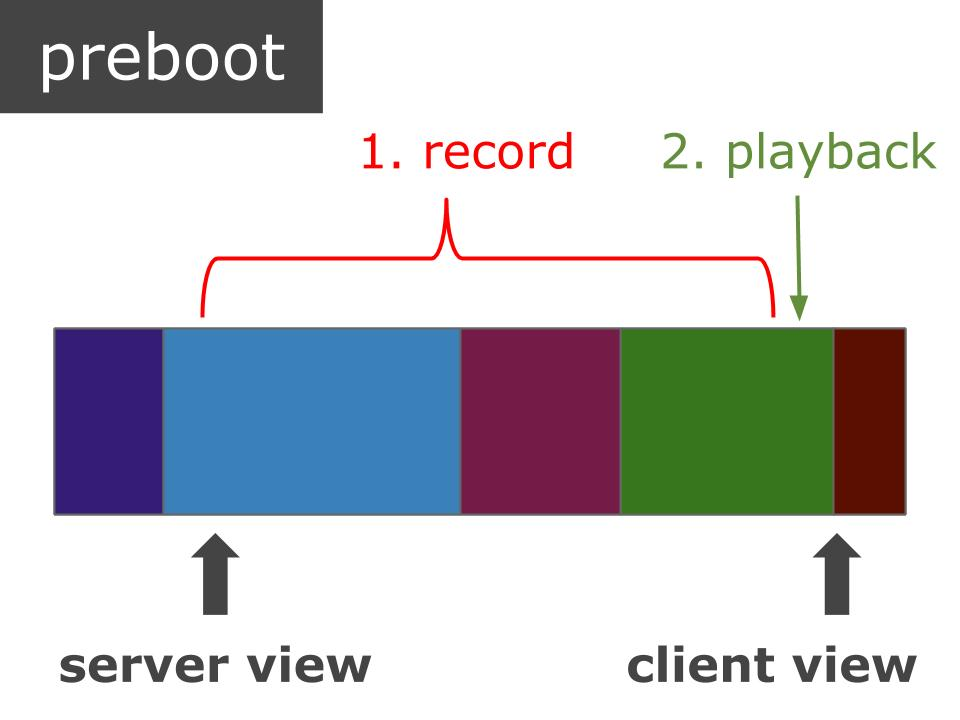 preboot
1. record 2. playback
server view client view